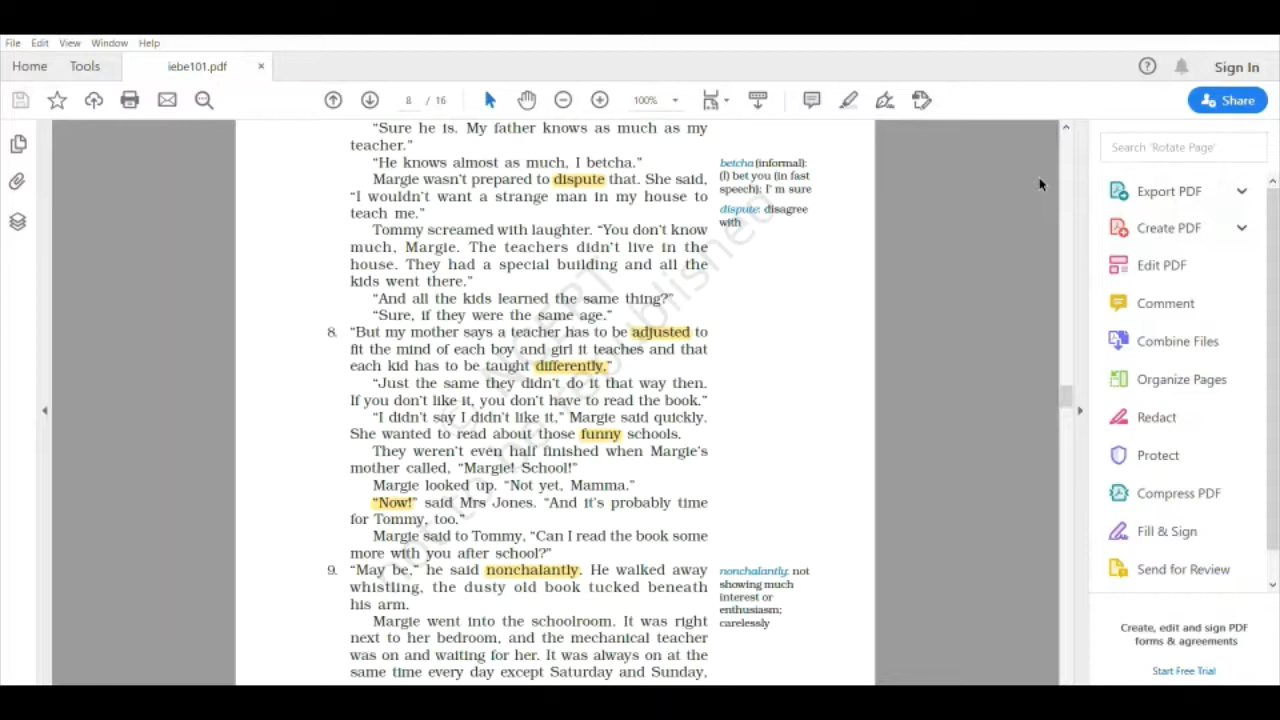 File Edit View Window Help
Home Tools iebe101.pdf × Sign In
8 / 16 100% Share
“Sure he is. My father knows as much as my
teacher.”
“He knows almost as much, I betcha.”
Margie wasn’t prepared to dispute that. She said,
“I wouldn’t want a strange man in my house to
teach me.”
Tommy screamed with laughter. “You don’t know
much, Margie. The teachers didn’t live in the
house. They had a special building and all the
kids went there.”
“And all the kids learned the same thing?”
“Sure, if they were the same age.”
8. “But my mother says a teacher has to be adjusted to
fit the mind of each boy and girl it teaches and that
each kid has to be taught differently.”
“Just the same they didn’t do it that way then.
If you don’t like it, you don’t have to read the book.”
“I didn’t say I didn’t like it,” Margie said quickly.
She wanted to read about those funny schools.
They weren’t even half finished when Margie’s
mother called, “Margie! School!”
Margie looked up. “Not yet, Mamma.”
“Now!” said Mrs Jones. “And it’s probably time
for Tommy, too.”
Margie said to Tommy, “Can I read the book some
more with you after school?”
9. “May be,” he said nonchalantly. He walked away
whistling, the dusty old book tucked beneath
his arm.
Margie went into the schoolroom. It was right
next to her bedroom, and the mechanical teacher
was on and waiting for her. It was always on at the
same time every day except Saturday and Sunday,
betcha (informal):
(I) bet you (in fast
speech); I’ m sure
dispute: disagree
with
nonchalantly: not
showing much
interest or
enthusiasm;
carelessly
© NCERT
not to be republished
Search 'Rotate Page'
Export PDF
Create PDF
Edit PDF
Comment
Combine Files
Organize Pages
Redact
Protect
Compress PDF
Fill & Sign
Send for Review
Create, edit and sign PDF
forms & agreements
Start Free Trial